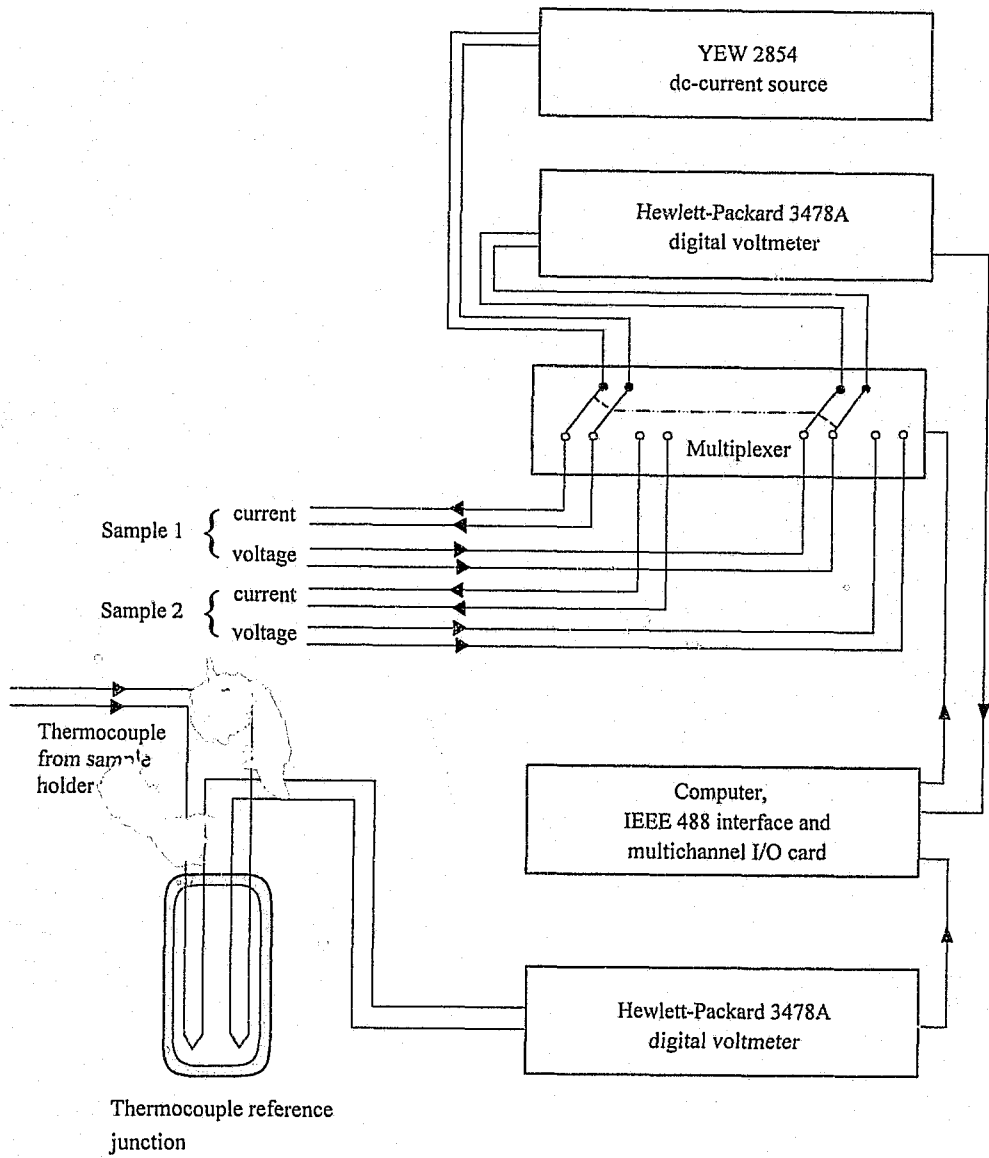 YEW 2854
dc-current source
Hewlett-Packard 3478A
digital voltmeter
Multiplexer
Sample 1 { current
voltage
Sample 2 { current
voltage
Thermocouple
from sample
holder
Computer,
IEEE 488 interface and
multichannel I/O card
Hewlett-Packard 3478A
digital voltmeter
Thermocouple reference
junction